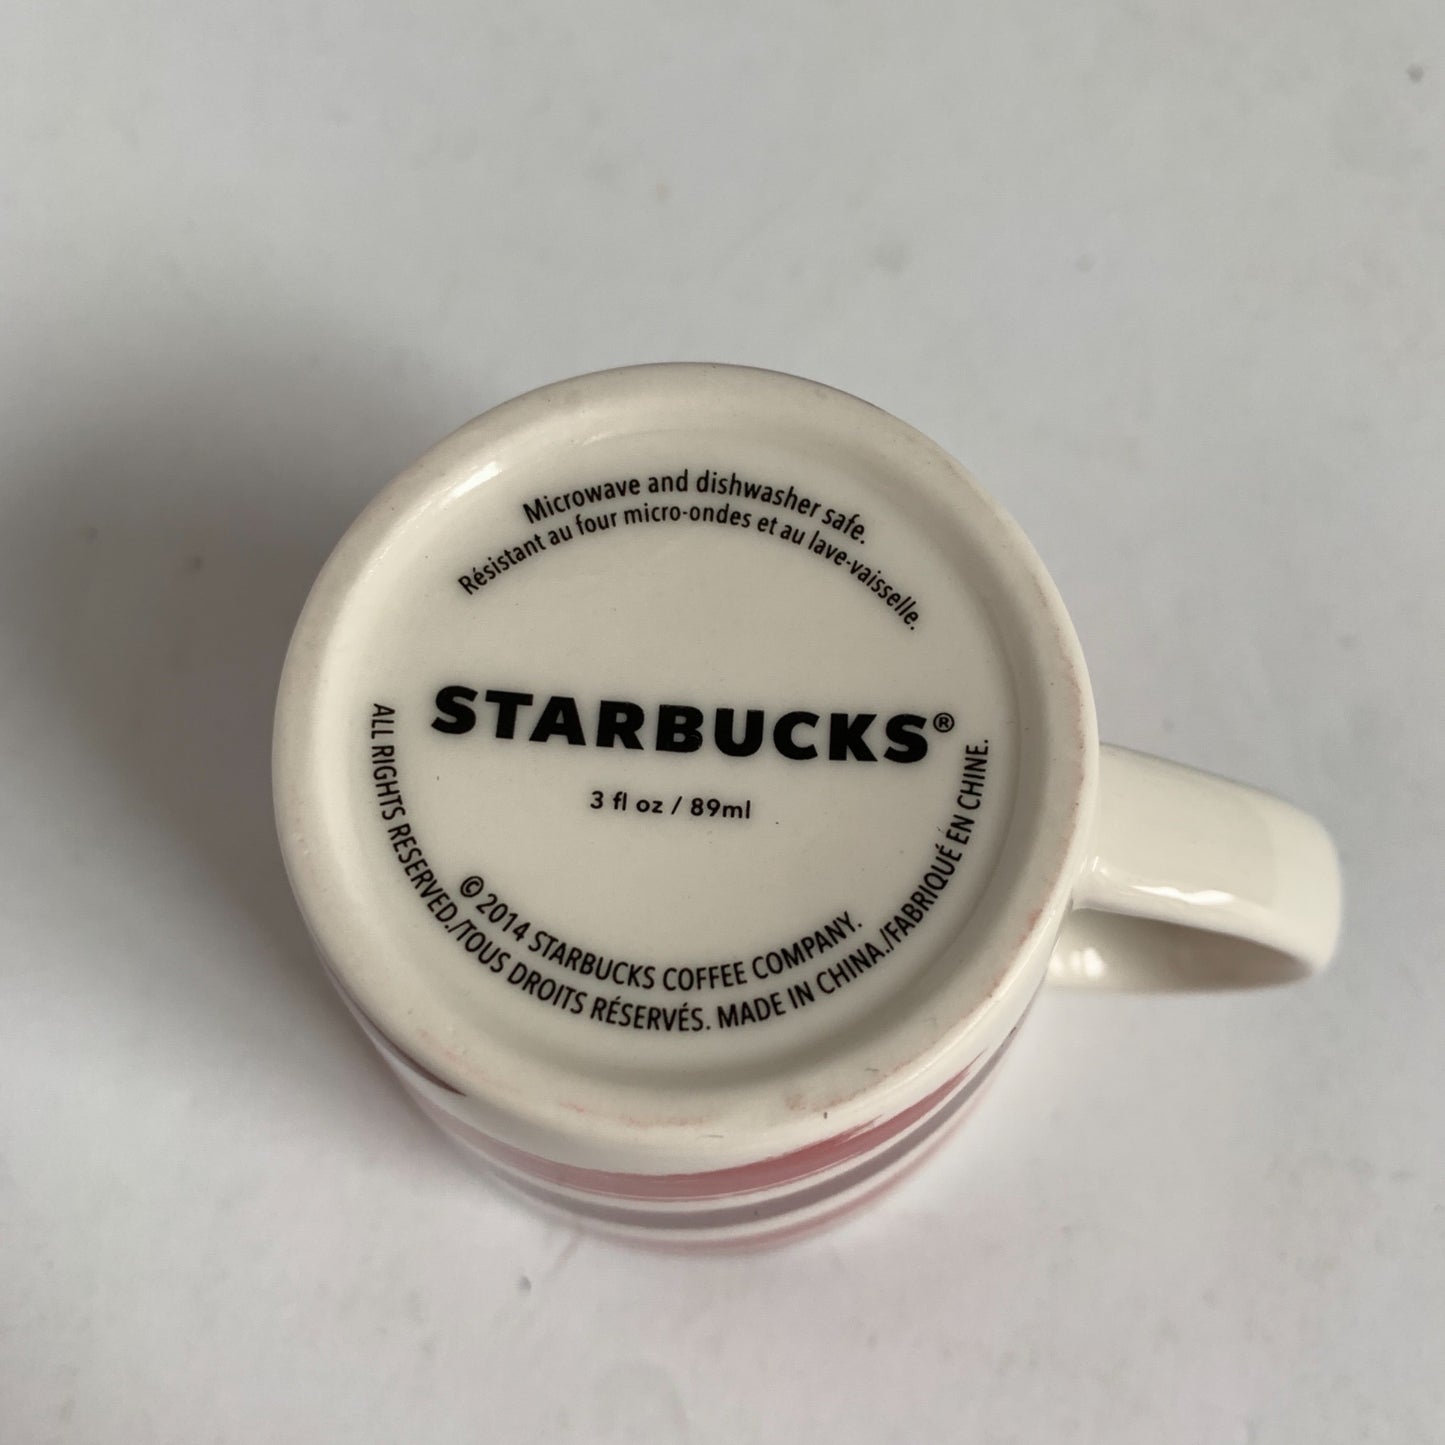 Microwave and dishwasher safe.
Résistant au four micro-ondes et au lave-vaisselle.
STARBUCKS®
3 fl oz / 89ml
© 2014 STARBUCKS COFFEE COMPANY.
ALL RIGHTS RESERVED./TOUS DROITS RÉSERVÉS. MADE IN CHINA./FABRIQUÉ EN CHINE.